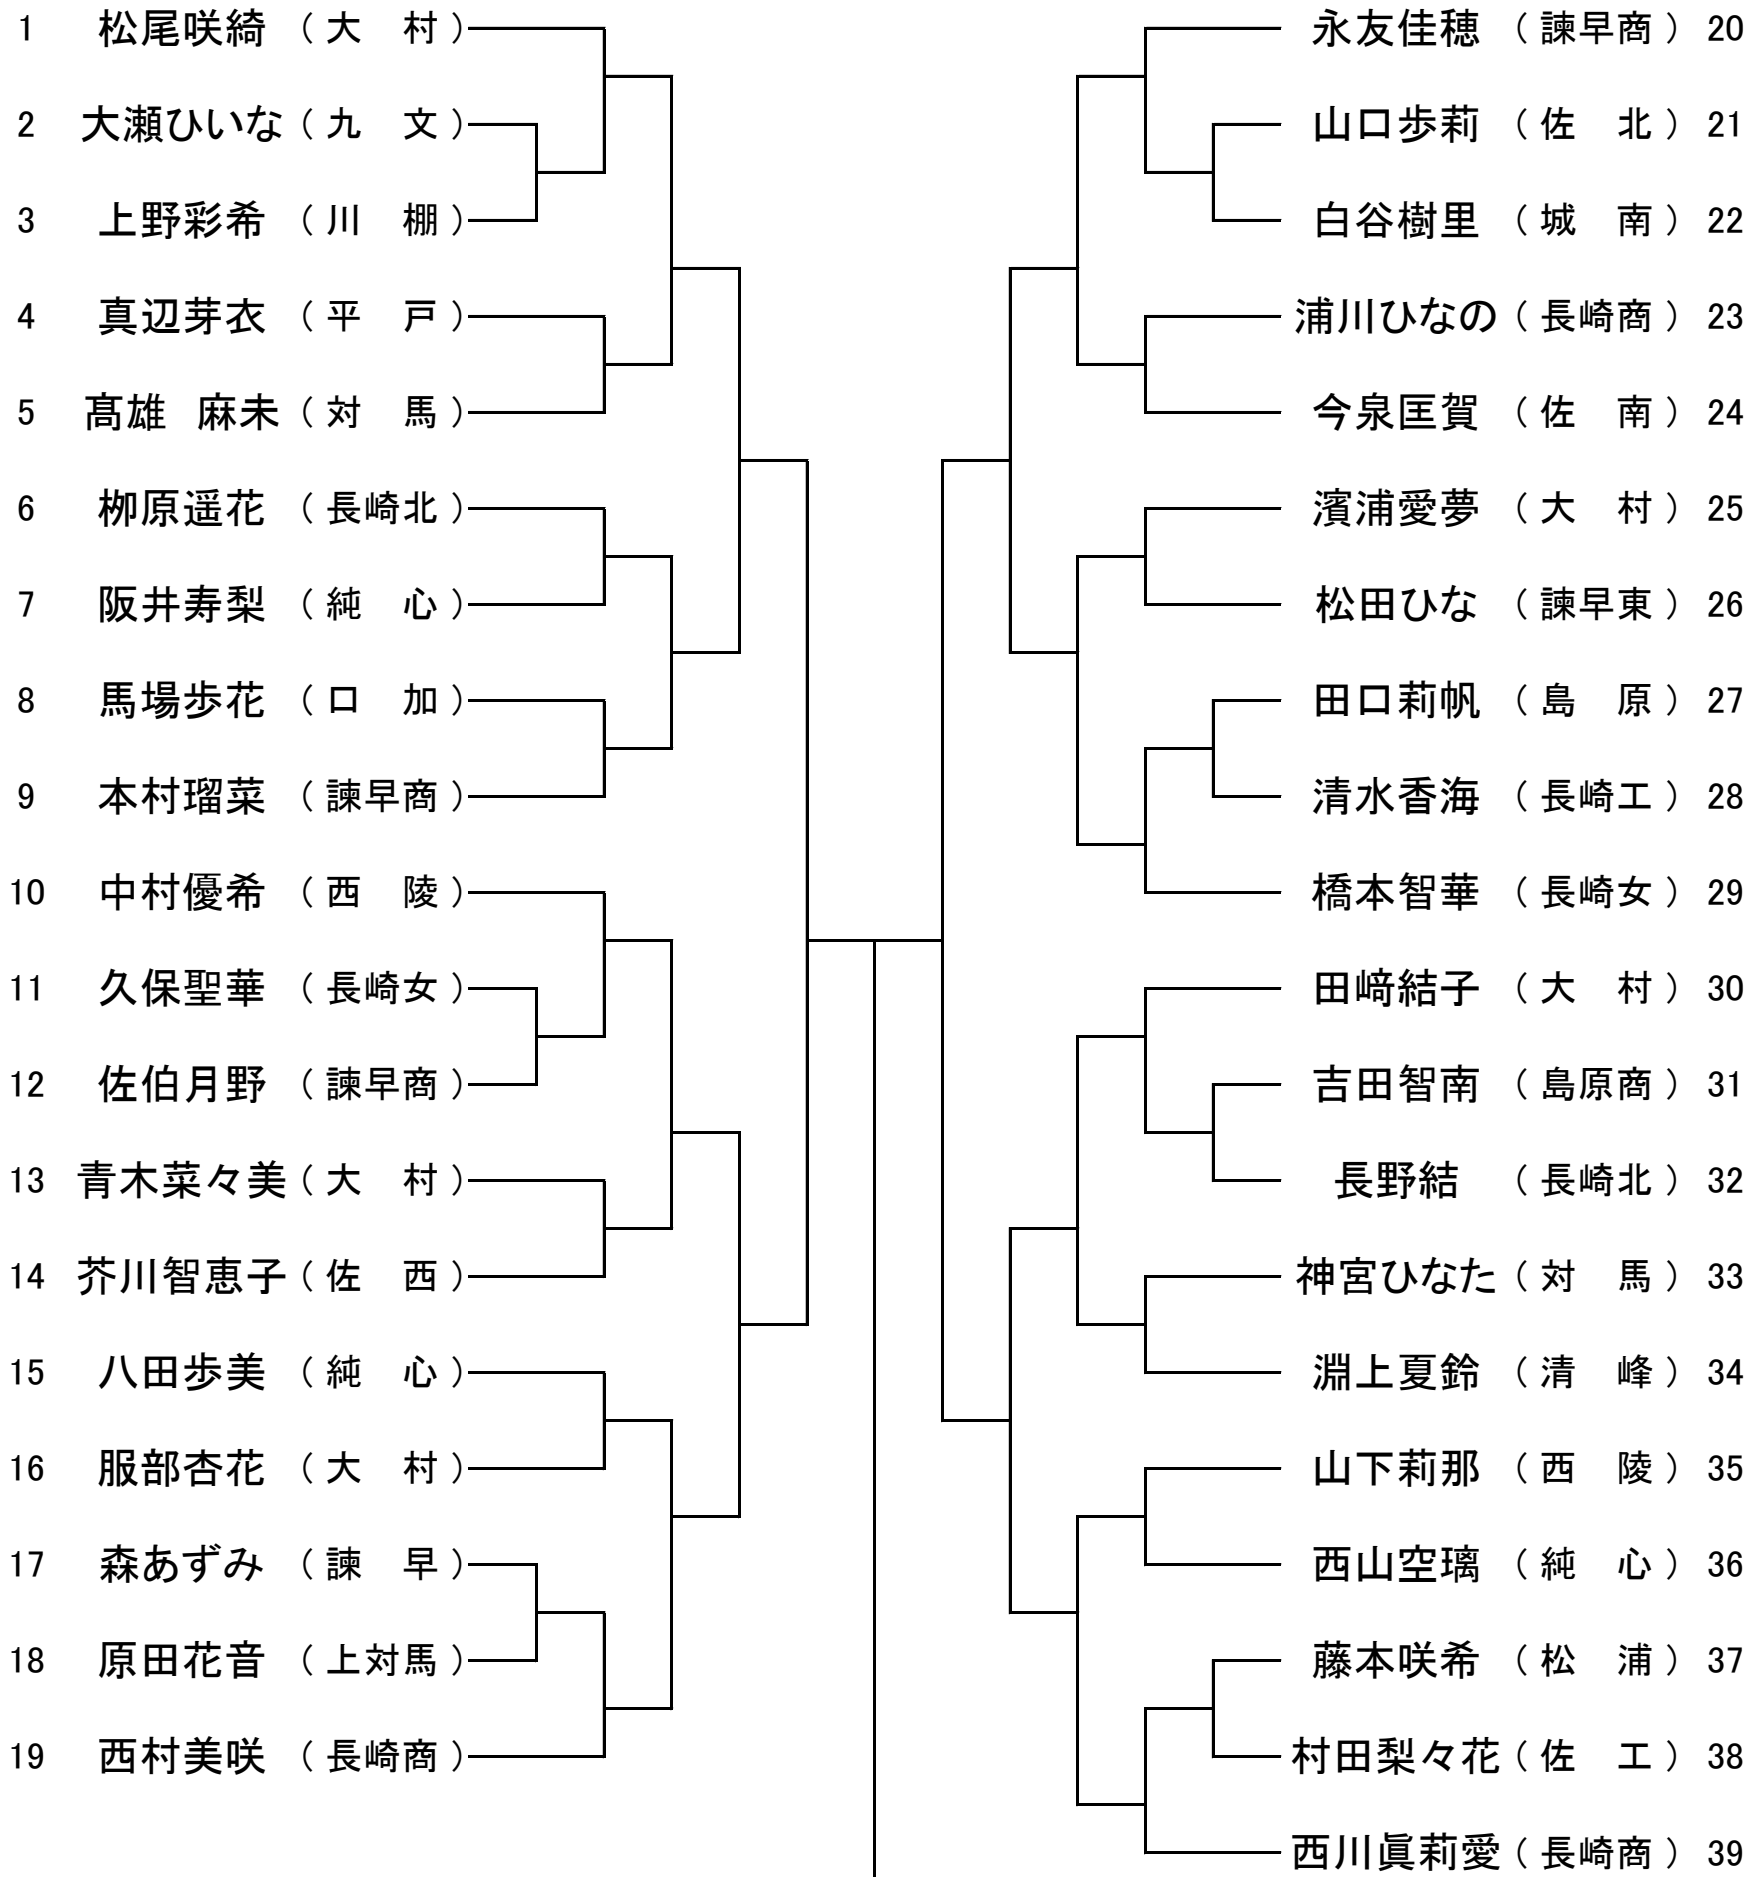 1 松尾咲綺 （ 大　村 ）
2 大瀬ひいな （ 九　文 ）
3 上野彩希 （ 川　棚 ）
4 真辺芽衣 （ 平　戸 ）
5 髙雄　麻未 （ 対　馬 ）
6 栁原遥花 （ 長崎北 ）
7 阪井寿梨 （ 純　心 ）
8 馬場歩花 （ 口　加 ）
9 本村瑠菜 （ 諫早商 ）
10 中村優希 （ 西　陵 ）
11 久保聖華 （ 長崎女 ）
12 佐伯月野 （ 諫早商 ）
13 青木菜々美 （ 大　村 ）
14 芥川智恵子 （ 佐　西 ）
15 八田歩美 （ 純　心 ）
16 服部杏花 （ 大　村 ）
17 森あずみ （ 諫　早 ）
18 原田花音 （ 上対馬 ）
19 西村美咲 （ 長崎商 ）
永友佳穂 （ 諫早商 ） 20
山口歩莉 （ 佐　北 ） 21
白谷樹里 （ 城　南 ） 22
浦川ひなの （ 長崎商 ） 23
今泉匡賀 （ 佐　南 ） 24
濱浦愛夢 （ 大　村 ） 25
松田ひな （ 諫早東 ） 26
田口莉帆 （ 島　原 ） 27
清水香海 （ 長崎工 ） 28
橋本智華 （ 長崎女 ） 29
田﨑結子 （ 大　村 ） 30
吉田智南 （ 島原商 ） 31
長野結 （ 長崎北 ） 32
神宮ひなた （ 対　馬 ） 33
淵上夏鈴 （ 清　峰 ） 34
山下莉那 （ 西　陵 ） 35
西山空璃 （ 純　心 ） 36
藤本咲希 （ 松　浦 ） 37
村田梨々花 （ 佐　工 ） 38
西川眞莉愛 （ 長崎商 ） 39